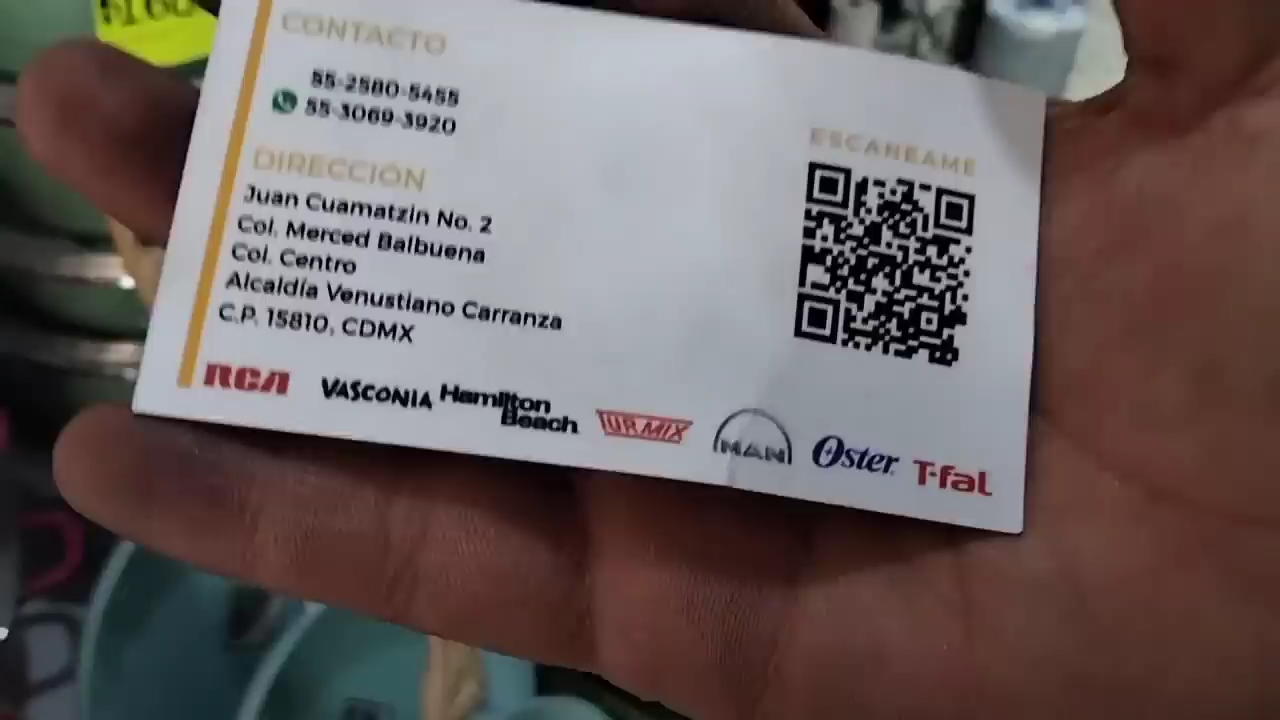 $160
CONTACTO
55-2580-5455
55-3069-3920
DIRECCIÓN
Juan Cuamatzin No. 2
Col. Merced Balbuena
Col. Centro
Alcaldía Venustiano Carranza
C.P. 15810, CDMX
ESCANEAME
RCA
VASCONIA
Hamilton
Beach
TURMIX
MAN
Oster
T-fal